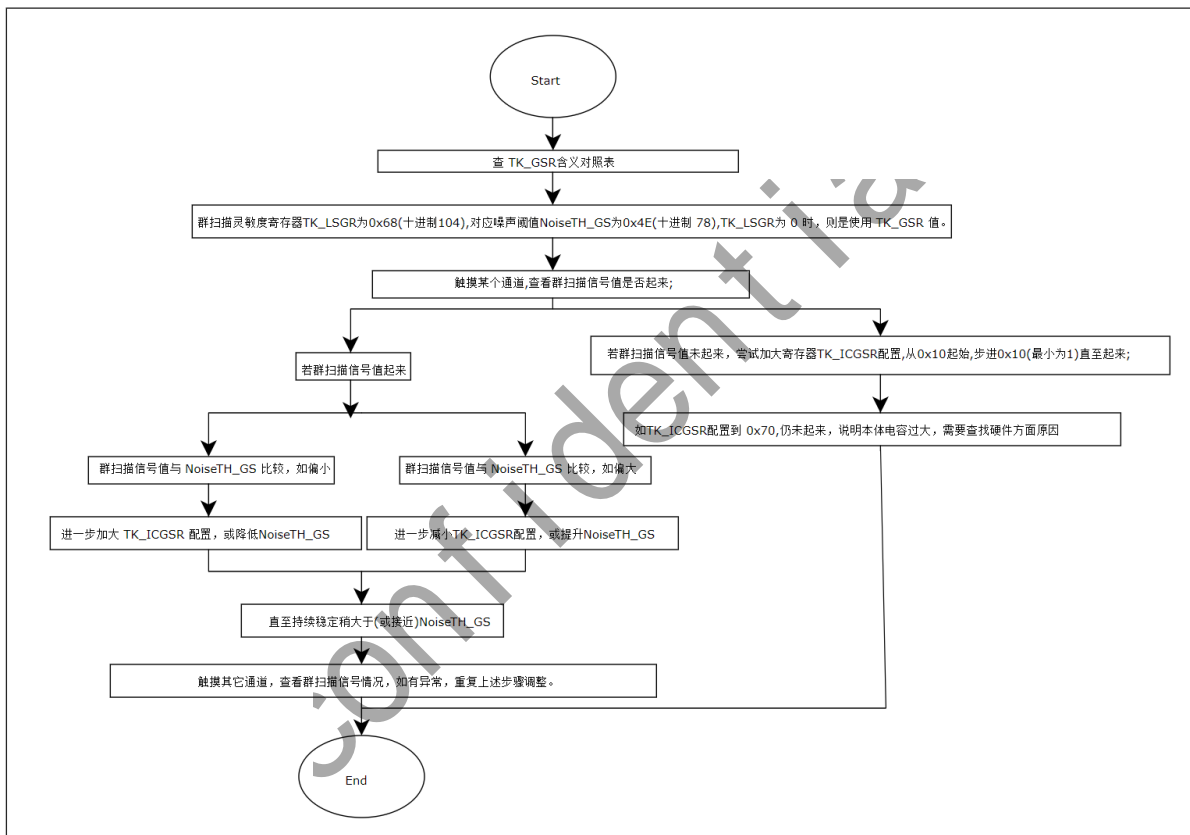 Start
查 TK_GSR含义对照表
群扫描灵敏度寄存器TK_LSGR为0x68(十进制104),对应噪声阈值NoiseTH_GS为0x4E(十进制 78),TK_LSGR为 0 时，则是使用 TK_GSR 值。
触摸某个通道,查看群扫描信号值是否起来;
若群扫描信号值起来
若群扫描信号值未起来，尝试加大寄存器TK_ICGSR配置,从0x10起始,步进0x10(最小为1)直至起来;
如TK_ICGSR配置到 0x70,仍未起来，说明本体电容过大，需要查找硬件方面原因
群扫描信号值与 NoiseTH_GS 比较，如偏小
群扫描信号值与 NoiseTH_GS 比较，如偏大
进一步加大 TK_ICGSR 配置，或降低NoiseTH_GS
进一步减小TK_ICGSR配置，或提升NoiseTH_GS
直至持续稳定稍大于(或接近)NoiseTH_GS
触摸其它通道，查看群扫描信号情况，如有异常，重复上述步骤调整。
End
Confidentia